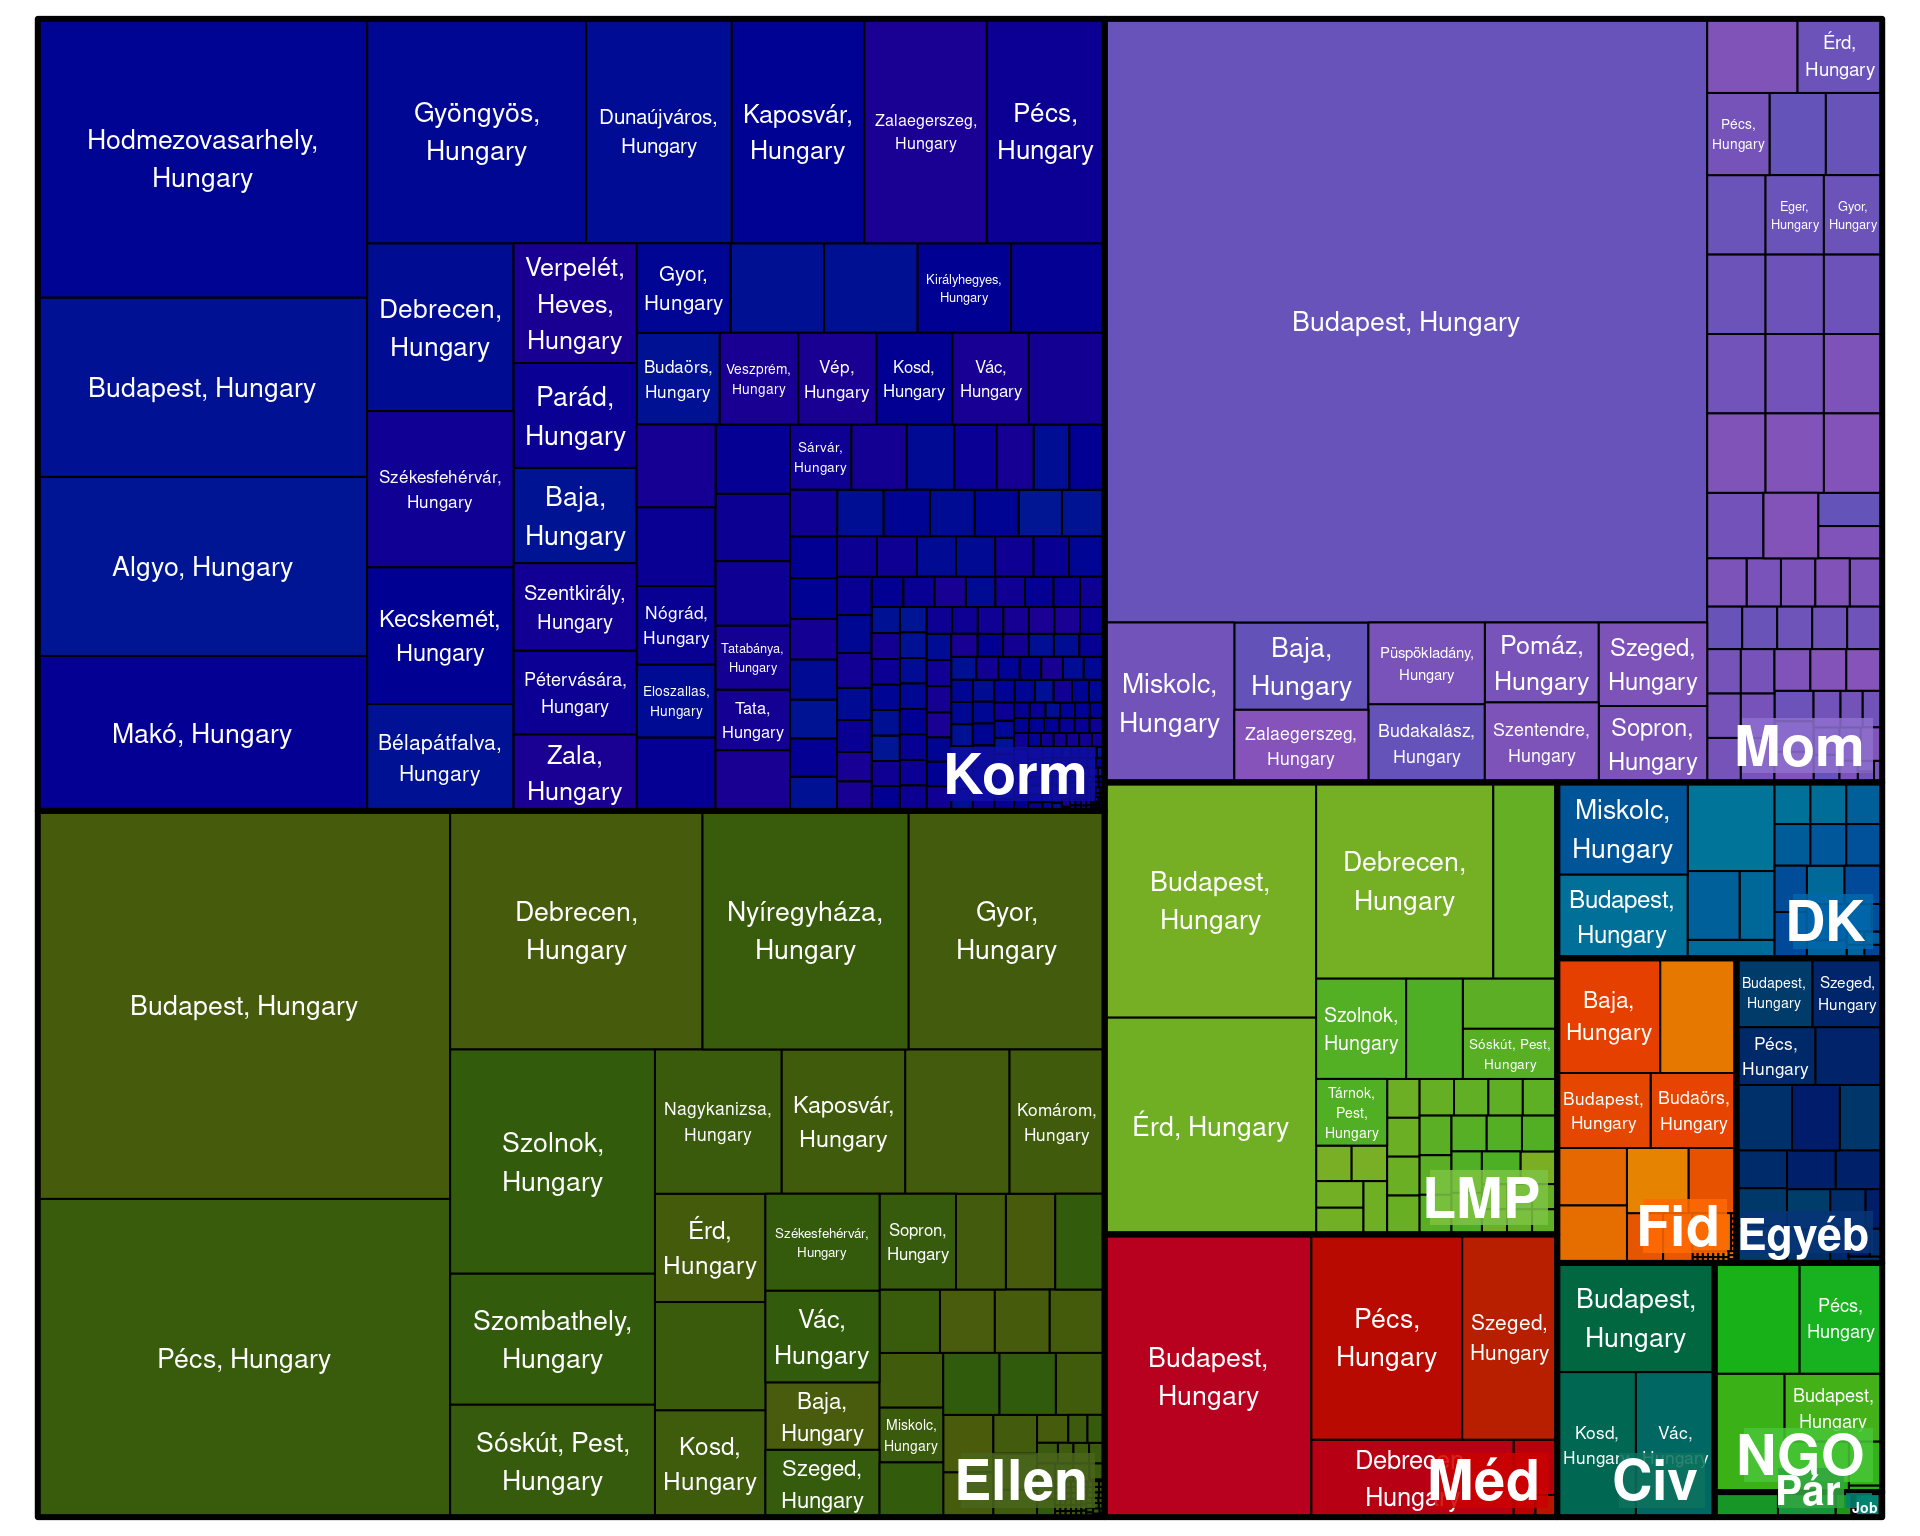 Hodmezovasarhely,
Hungary
Budapest, Hungary
Algyo, Hungary
Makó, Hungary
Gyöngyös,
Hungary
Dunaújváros,
Hungary
Kaposvár,
Hungary
Zalaegerszeg,
Hungary
Pécs,
Hungary
Debrecen,
Hungary
Székesfehérvár,
Hungary
Kecskemét,
Hungary
Bélapátfalva,
Hungary
Verpelét,
Heves,
Hungary
Parád,
Hungary
Baja,
Hungary
Szentkirály,
Hungary
Pétervására,
Hungary
Zala,
Hungary
Gyor,
Hungary
Királyhegyes,
Hungary
Budaörs,
Hungary
Veszprém,
Hungary
Vép,
Hungary
Kosd,
Hungary
Vác,
Hungary
Sárvár,
Hungary
Nógrád,
Hungary
Eloszallas,
Hungary
Tatabánya,
Hungary
Tata,
Hungary
Korm
Budapest, Hungary
Érd,
Hungary
Pécs,
Hungary
Eger,
Hungary
Gyor,
Hungary
Miskolc,
Hungary
Baja,
Hungary
Zalaegerszeg,
Hungary
Püspökladány,
Hungary
Budakalász,
Hungary
Pomáz,
Hungary
Szentendre,
Hungary
Szeged,
Hungary
Sopron,
Hungary
Mom
Budapest, Hungary
Pécs, Hungary
Debrecen,
Hungary
Nyíregyháza,
Hungary
Gyor,
Hungary
Szolnok,
Hungary
Szombathely,
Hungary
Sóskút, Pest,
Hungary
Nagykanizsa,
Hungary
Kaposvár,
Hungary
Komárom,
Hungary
Érd,
Hungary
Kosd,
Hungary
Székesfehérvár,
Hungary
Vác,
Hungary
Baja,
Hungary
Szeged,
Hungary
Sopron,
Hungary
Miskolc,
Hungary
Ellen
Budapest,
Hungary
Érd, Hungary
Debrecen,
Hungary
Szolnok,
Hungary
Sóskút, Pest,
Hungary
Tárnok,
Pest,
Hungary
LMP
Miskolc,
Hungary
Budapest,
Hungary
DK
Baja,
Hungary
Budapest,
Hungary
Budaörs,
Hungary
Fid
Budapest,
Hungary
Szeged,
Hungary
Pécs,
Hungary
Egyéb
Budapest,
Hungary
Pécs,
Hungary
Szeged,
Hungary
Debrecen,
Hungary
Méd
Budapest,
Hungary
Kosd,
Hungary
Vác,
Hungary
Civ
Pécs,
Hungary
Budapest,
Hungary
NGO
Pár
Job